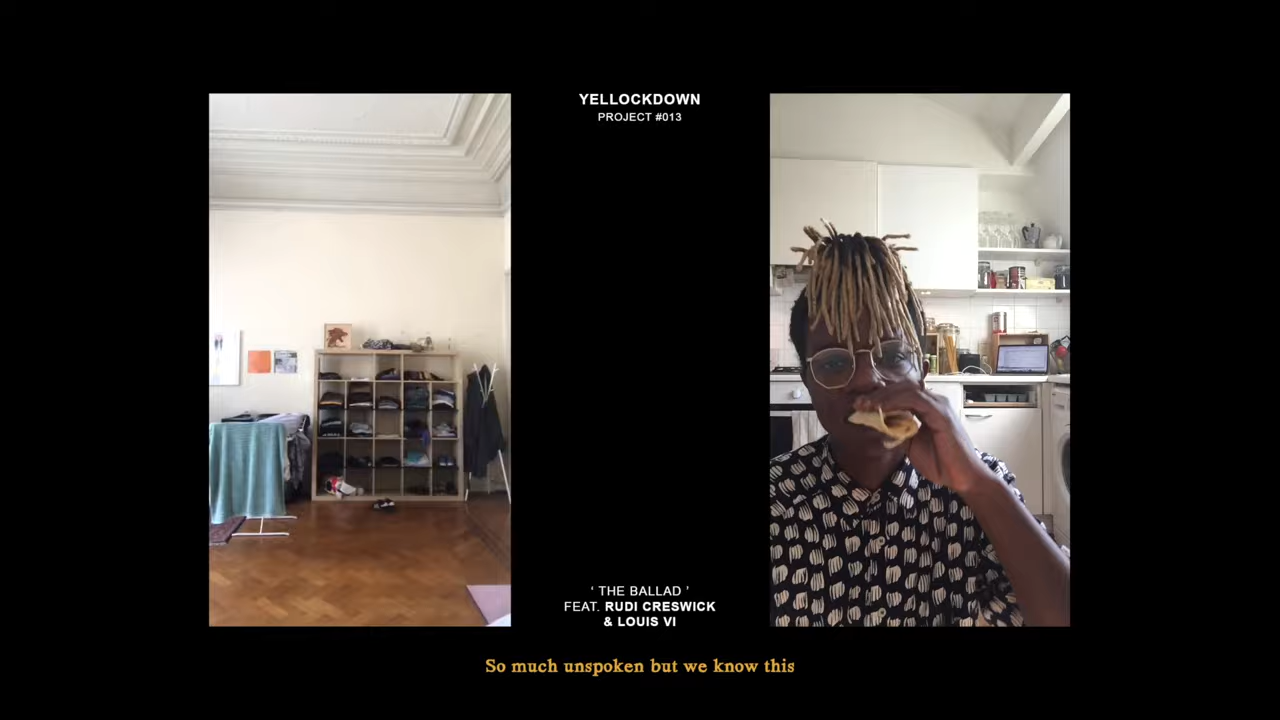 YELLOCKDOWN
PROJECT #013
‘ THE BALLAD ’
FEAT. RUDI CRESWICK
& LOUIS VI
So much unspoken but we know this